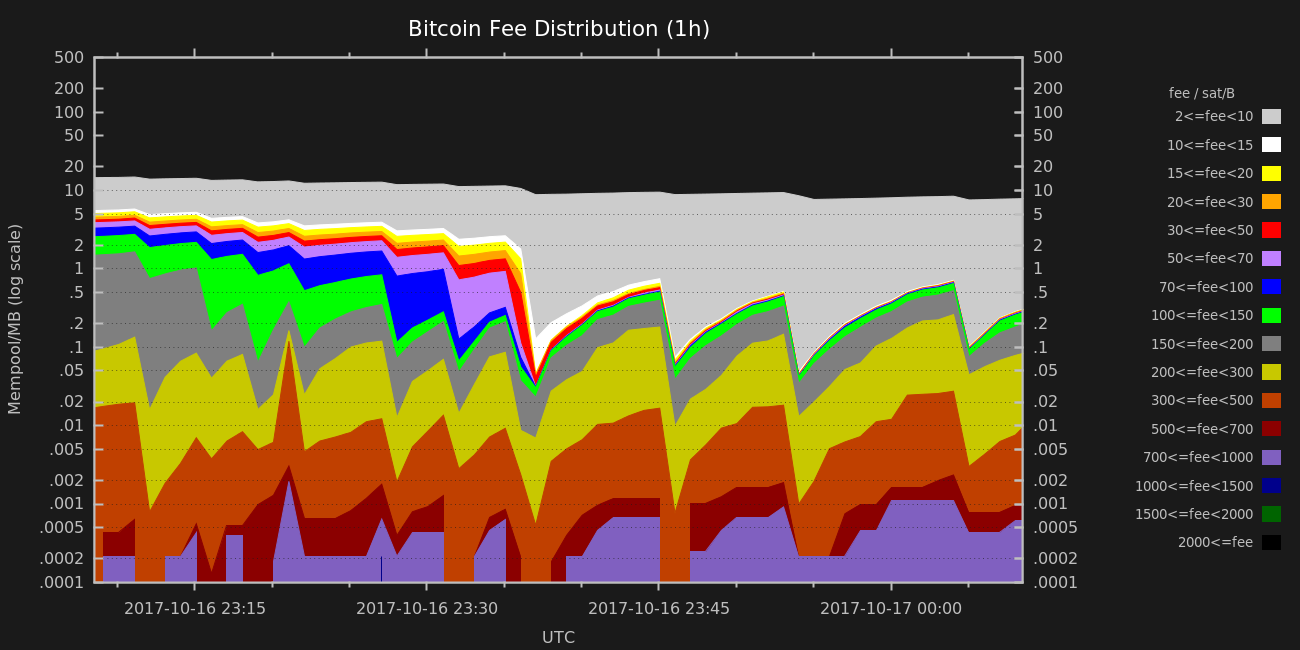 Bitcoin Fee Distribution (1h)
500 500
200 200
100 100
50 50
20 20
10 10
5 5
2 2
1 1
.5 .5
.2 .2
.1 .1
.05 .05
.02 .02
.01 .01
.005 .005
.002 .002
.001 .001
.0005 .0005
.0002 .0002
.0001 .0001
Mempool/MB (log scale)
2017-10-16 23:15 2017-10-16 23:30 2017-10-16 23:45 2017-10-17 00:00
UTC
fee / sat/B
2<=fee<10
10<=fee<15
15<=fee<20
20<=fee<30
30<=fee<50
50<=fee<70
70<=fee<100
100<=fee<150
150<=fee<200
200<=fee<300
300<=fee<500
500<=fee<700
700<=fee<1000
1000<=fee<1500
1500<=fee<2000
2000<=fee